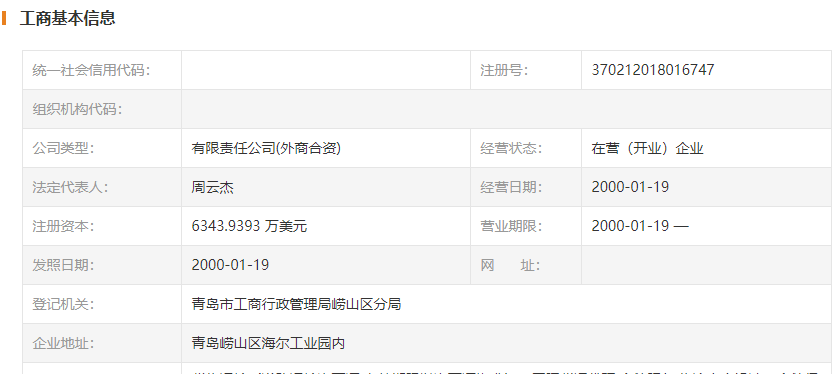 工商基本信息
统一社会信用代码： 注册号： 370212018016747
组织机构代码：
公司类型： 有限责任公司(外商合资) 经营状态： 在营（开业）企业
法定代表人： 周云杰 经营日期： 2000-01-19
注册资本： 6343.9393 万美元 营业期限： 2000-01-19 —
发照日期： 2000-01-19 网 址：
登记机关： 青岛市工商行政管理局崂山区分局
企业地址： 青岛崂山区海尔工业园内